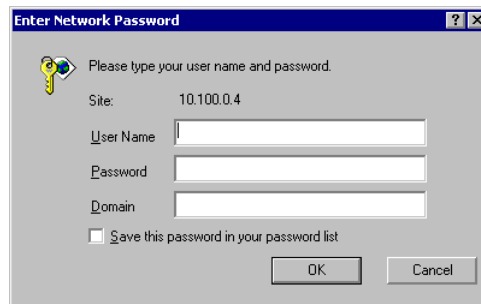 Enter Network Password
Please type your user name and password.
Site: 10.100.0.4
User Name
Password
Domain
Save this password in your password list
OK Cancel